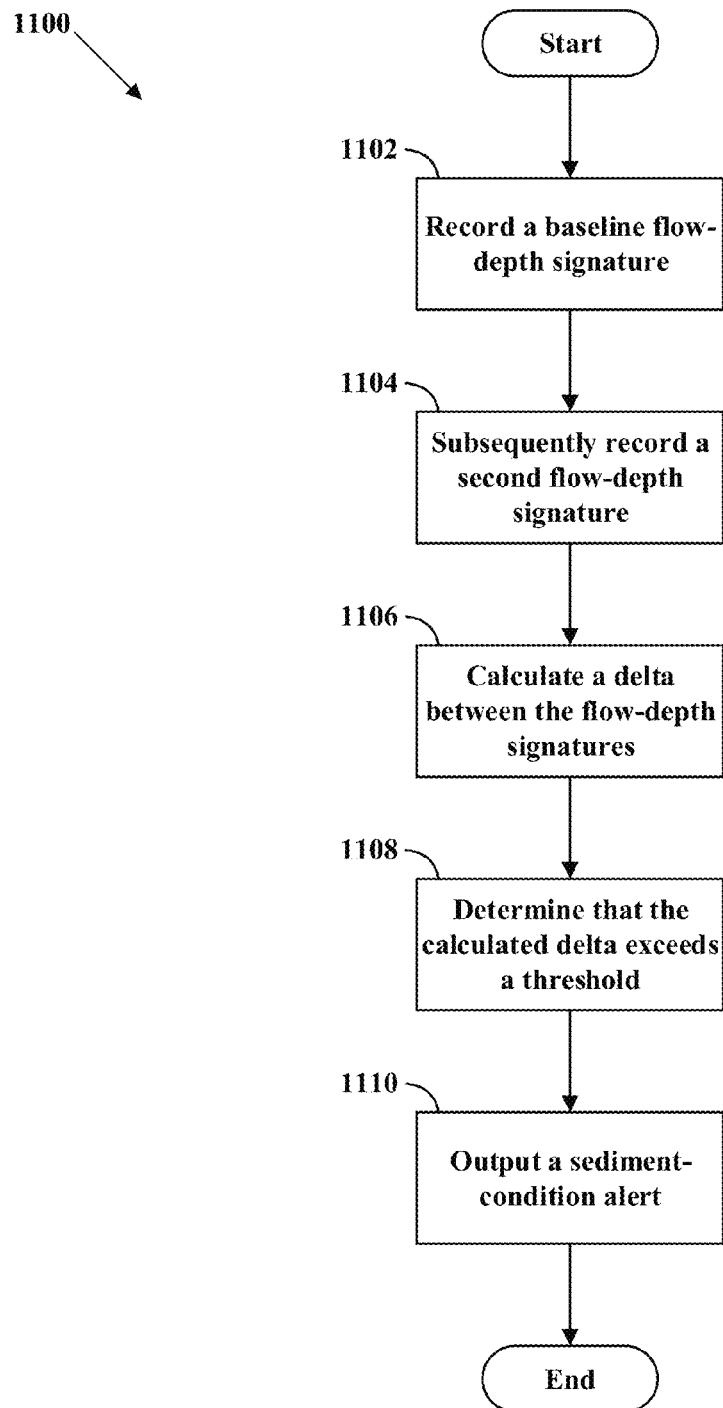 1100
Start
1102
Record a baseline flow-
depth signature
1104
Subsequently record a
second flow-depth
signature
1106
Calculate a delta
between the flow-depth
signatures
1108
Determine that the
calculated delta exceeds
a threshold
1110
Output a sediment-
condition alert
End